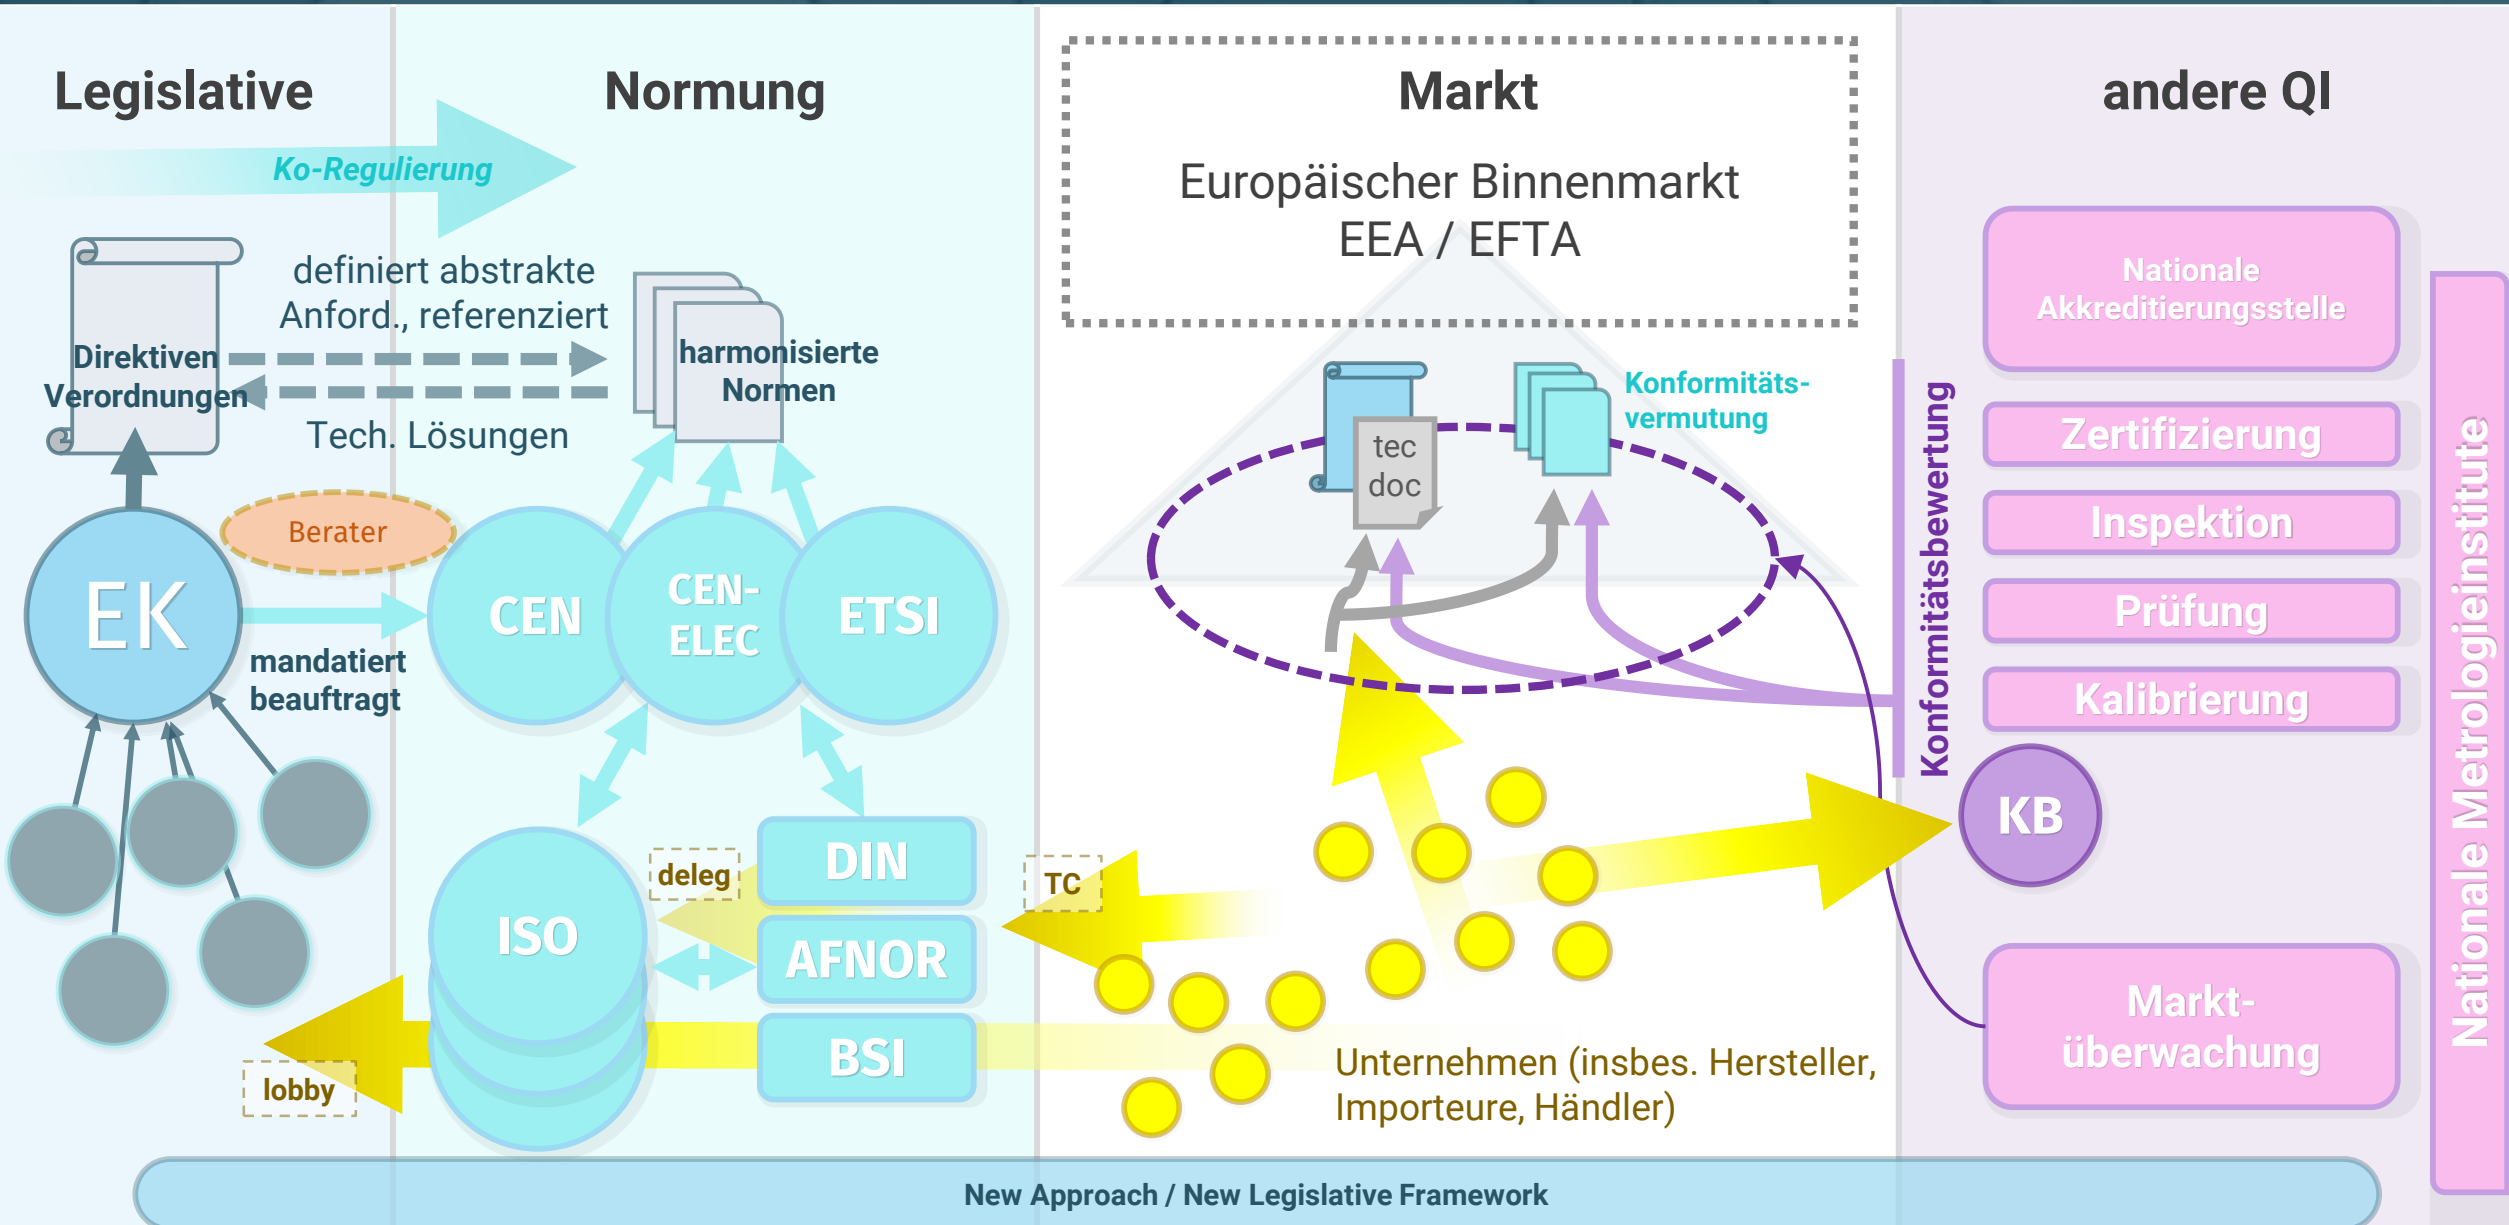 Legislative
Normung
Markt
andere QI
Ko-Regulierung
Europäischer Binnenmarkt
EEA / EFTA
definiert abstrakte
Anford., referenziert
Direktiven
Verordnungen
harmonisierte
Normen
Tech. Lösungen
Berater
EK
mandatiert
beauftragt
CEN
CEN-
ELEC
ETSI
ISO
deleg
DIN
AFNOR
BSI
lobby
TC
tec
doc
Konformitäts-
vermutung
Unternehmen (insbes. Hersteller,
Importeure, Händler)
Konformitätsbewertung
Nationale
Akkreditierungsstelle
Zertifizierung
Inspektion
Prüfung
Kalibrierung
KB
Markt-
überwachung
Nationale Metrologieinstitute
New Approach / New Legislative Framework